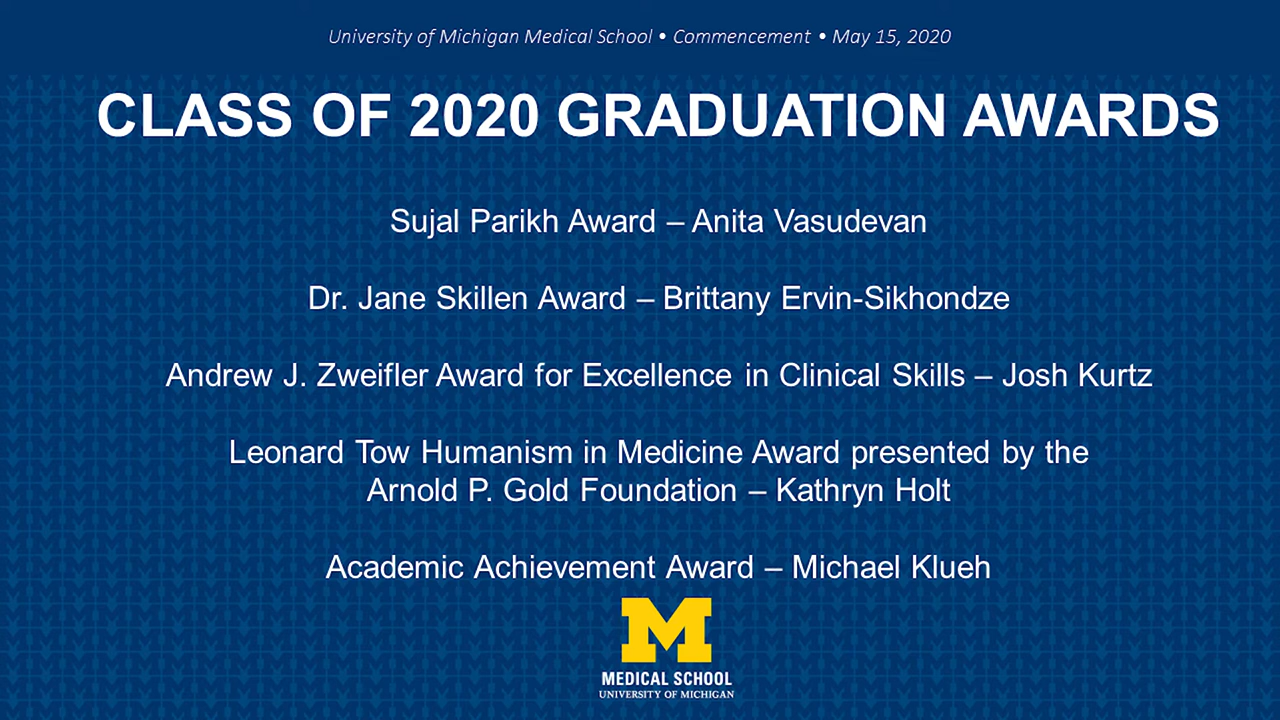 University of Michigan Medical School • Commencement • May 15, 2020
CLASS OF 2020 GRADUATION AWARDS
Sujal Parikh Award – Anita Vasudevan
Dr. Jane Skillen Award – Brittany Ervin-Sikhondze
Andrew J. Zweifler Award for Excellence in Clinical Skills – Josh Kurtz
Leonard Tow Humanism in Medicine Award presented by the
Arnold P. Gold Foundation – Kathryn Holt
Academic Achievement Award – Michael Klueh
M
MEDICAL SCHOOL
UNIVERSITY OF MICHIGAN